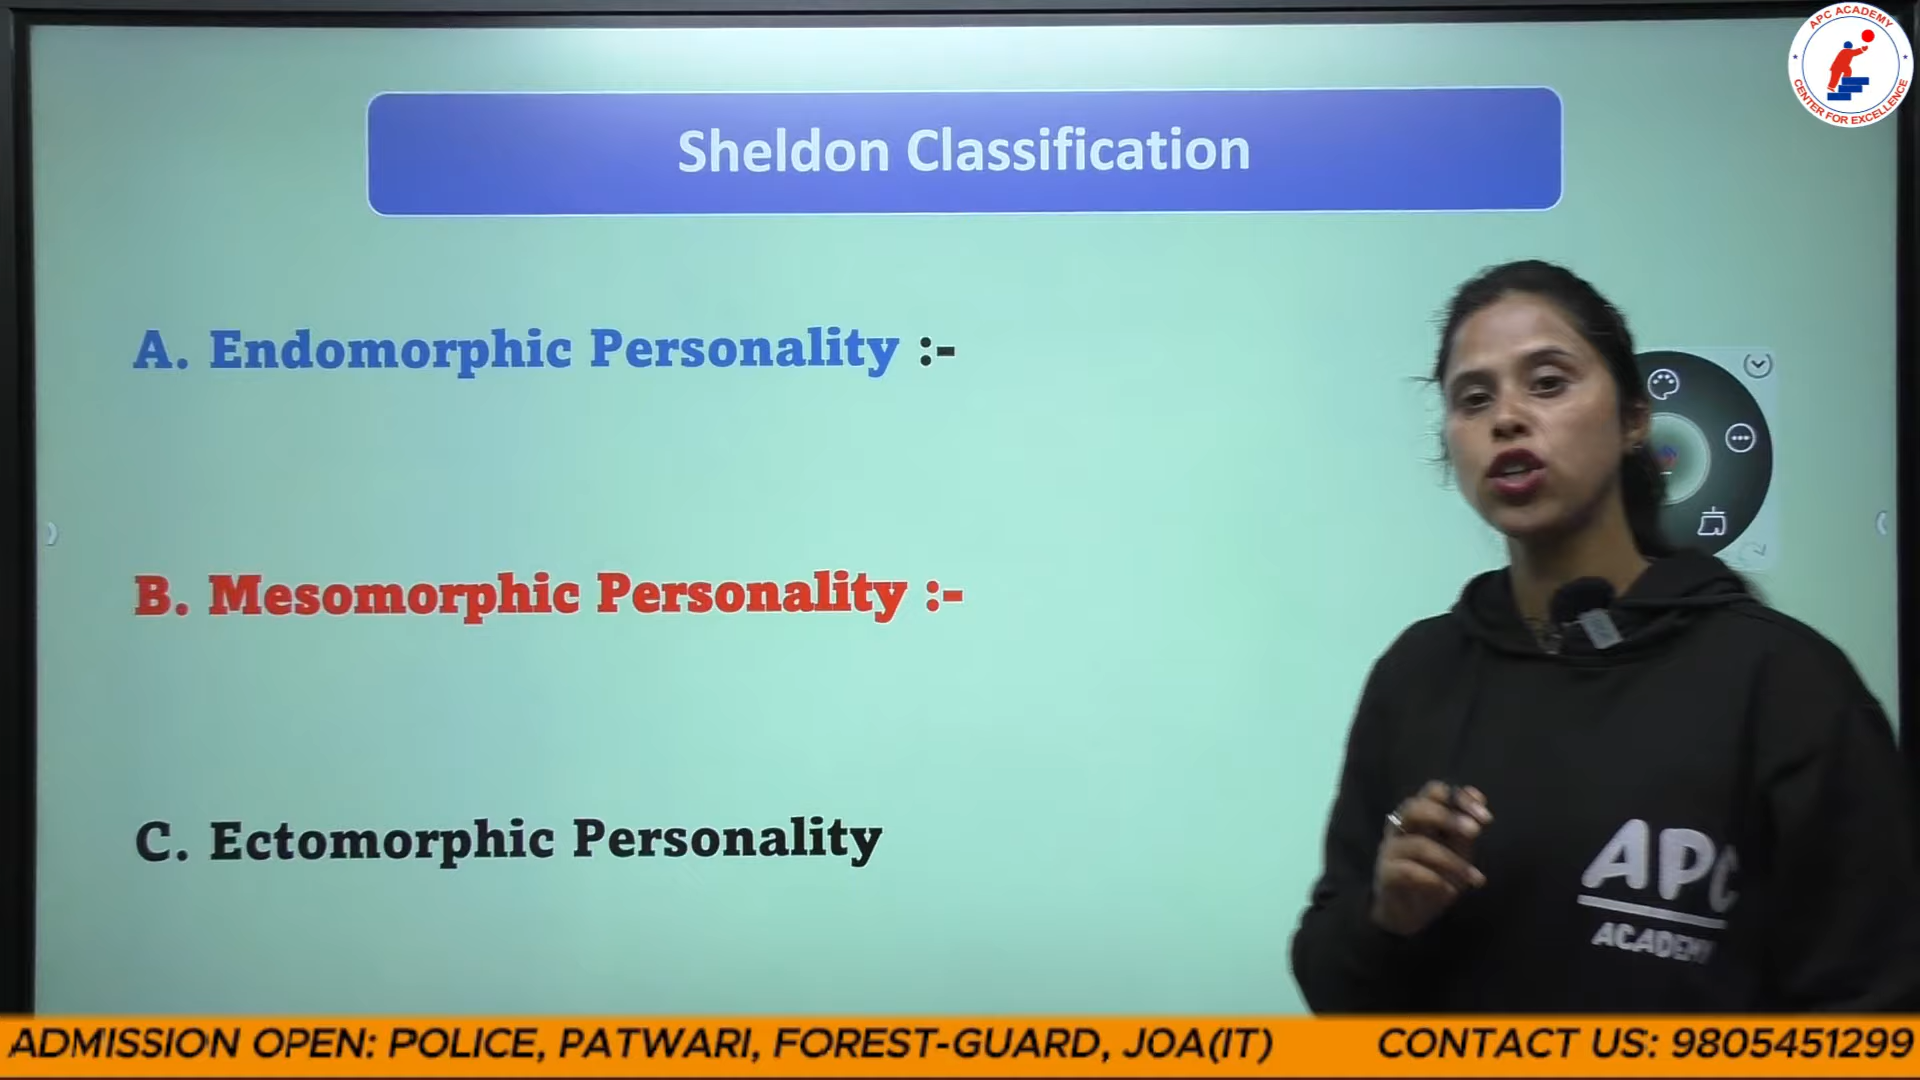 APC ACADEMY
CENTER FOR EXCELLENCE
Sheldon Classification
A. Endomorphic Personality :-
B. Mesomorphic Personality :-
C. Ectomorphic Personality
APC
ACADEMY
ADMISSION OPEN: POLICE, PATWARI, FOREST-GUARD, JOA(IT) CONTACT US: 9805451299